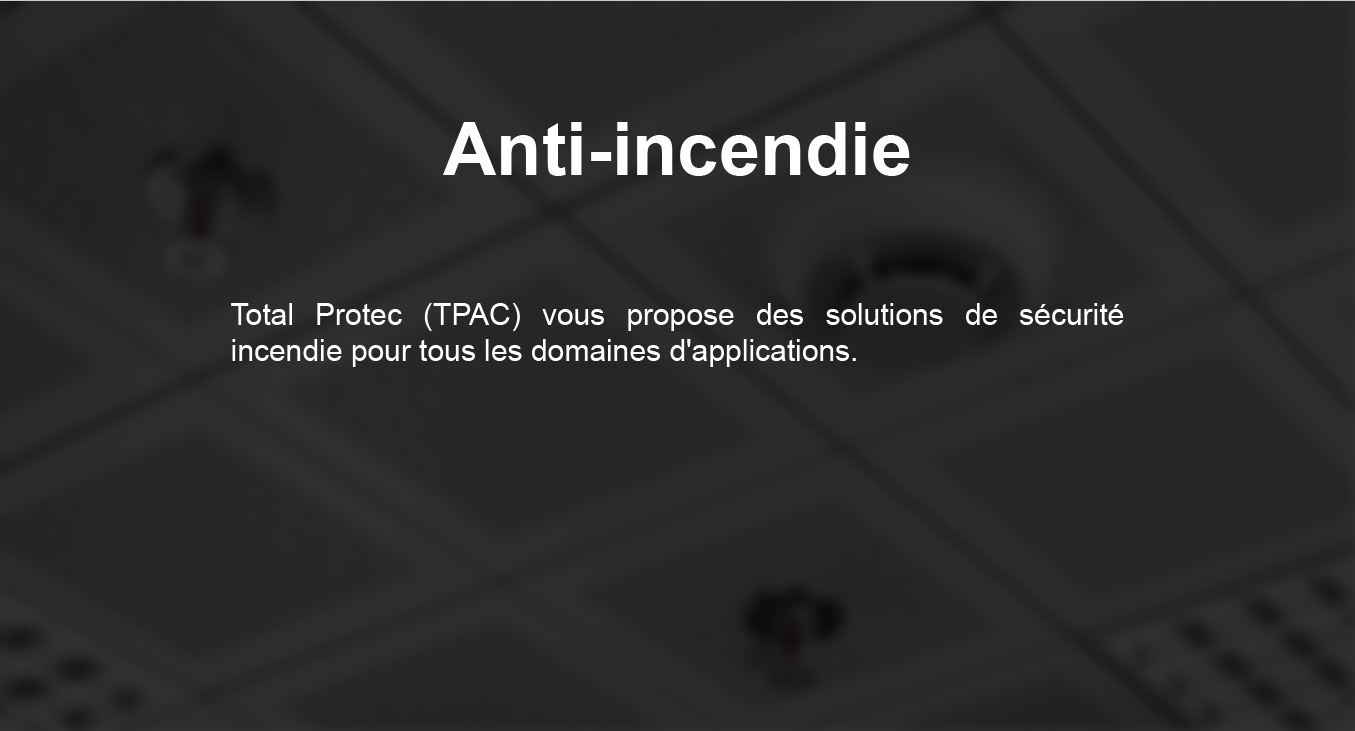 Anti-incendie
Total Protec (TPAC) vous propose des solutions de sécurité
incendie pour tous les domaines d'applications.